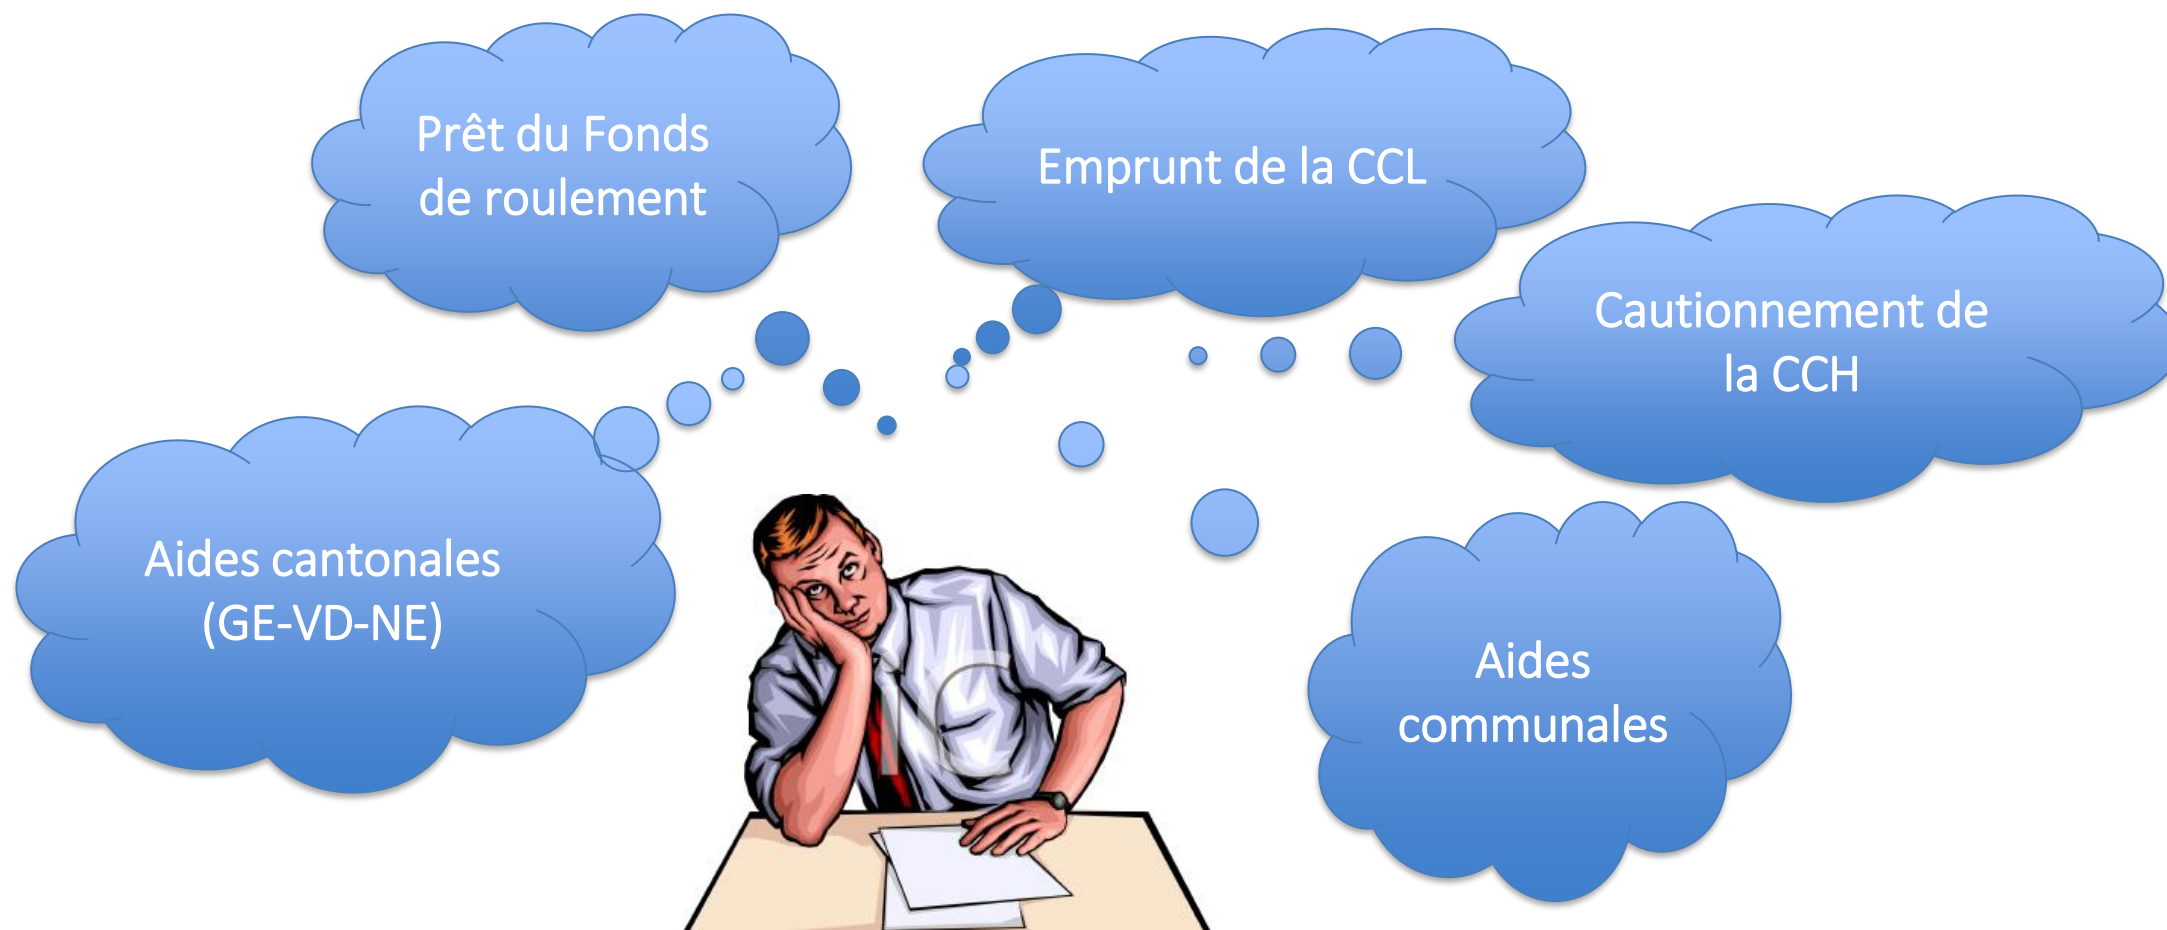 Prêt du Fonds
de roulement
Emprunt de la CCL
Cautionnement de
la CCH
Aides cantonales
(GE-VD-NE)
Aides
communales
iC